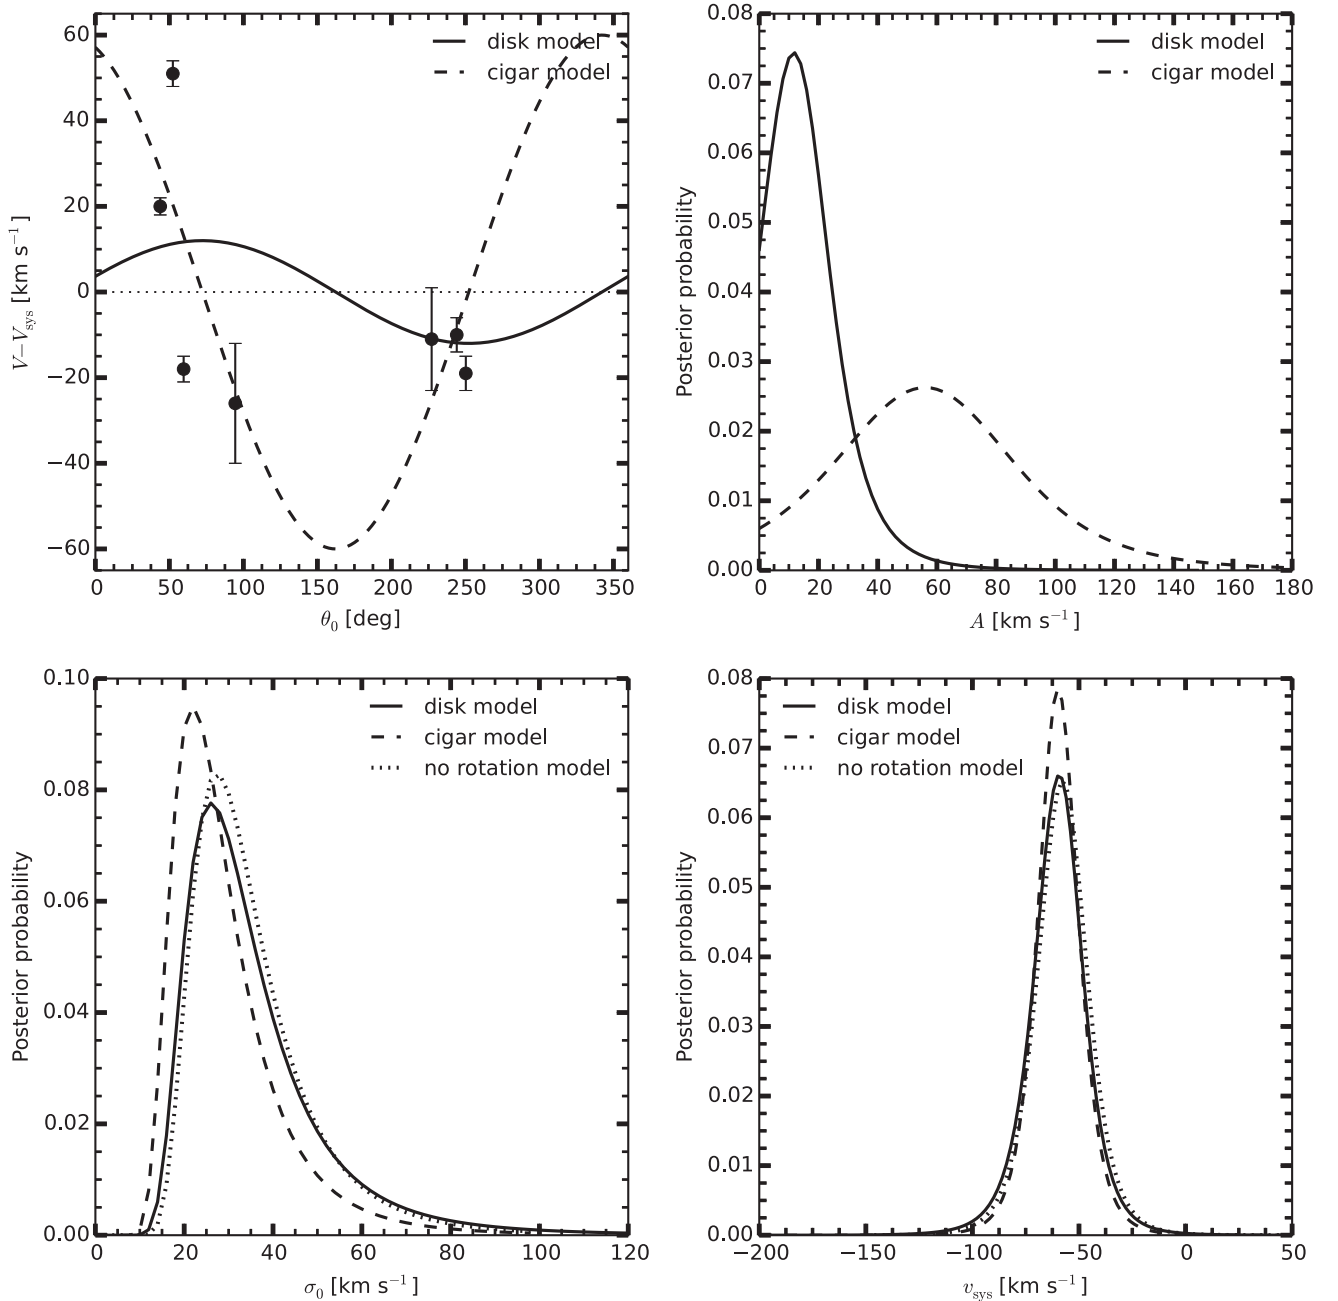 disk model
cigar model
60
40
20
0
−20
−40
−60
V−Vsys [km s−1]
0 50 100 150 200 250 300 350
θ0 [deg]
disk model
cigar model
0.08
0.07
0.06
0.05
0.04
0.03
0.02
0.01
0.00
Posterior probability
0 20 40 60 80 100 120 140 160 180
A [km s−1]
disk model
cigar model
no rotation model
0.10
0.08
0.06
0.04
0.02
0.00
Posterior probability
0 20 40 60 80 100 120
σ0 [km s−1]
disk model
cigar model
no rotation model
0.08
0.07
0.06
0.05
0.04
0.03
0.02
0.01
0.00
Posterior probability
−200 −150 −100 −50 0 50
vsys [km s−1]